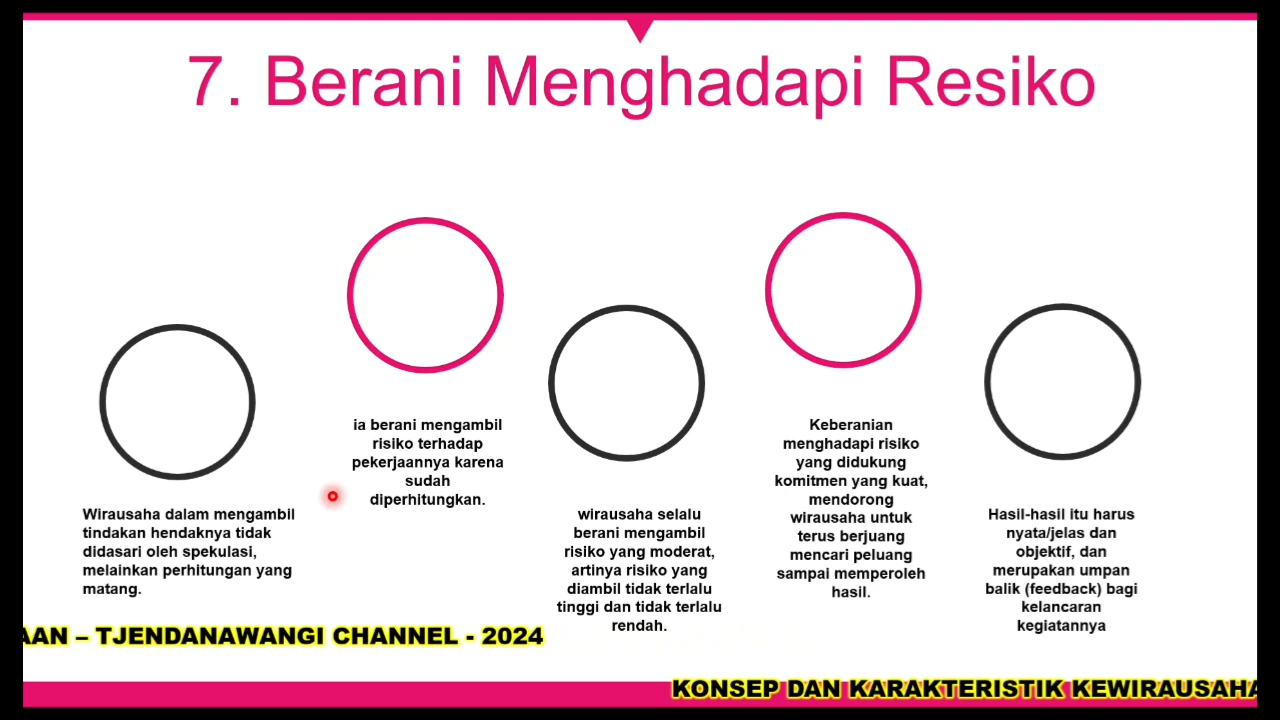 7. Berani Menghadapi Resiko
Wirausaha dalam mengambil
tindakan hendaknya tidak
didasari oleh spekulasi,
melainkan perhitungan yang
matang.
ia berani mengambil
risiko terhadap
pekerjaannya karena
sudah
diperhitungkan.
wirausaha selalu
berani mengambil
risiko yang moderat,
artinya risiko yang
diambil tidak terlalu
tinggi dan tidak terlalu
rendah.
Keberanian
menghadapi risiko
yang didukung
komitmen yang kuat,
mendorong
wirausaha untuk
terus berjuang
mencari peluang
sampai memperoleh
hasil.
Hasil-hasil itu harus
nyata/jelas dan
objektif, dan
merupakan umpan
balik (feedback) bagi
kelancaran
kegiatannya
AAN – TJENDANAWANGI CHANNEL - 2024
KONSEP DAN KARAKTERISTIK KEWIRAUSAHA